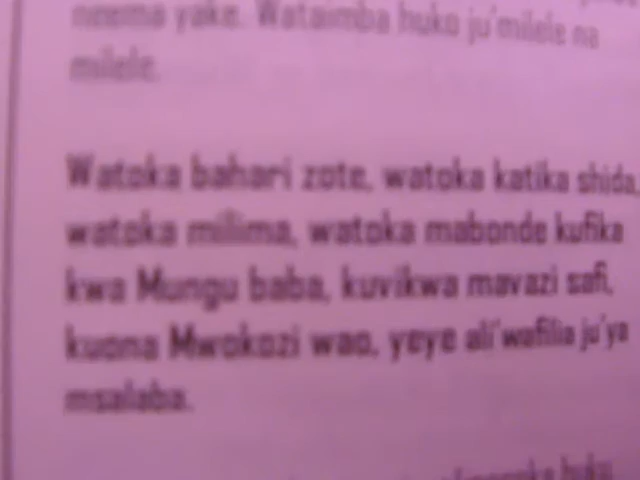 neema yake. Wataimba huko ju'milele na
milele.
Watoka bahari zote, watoka katika shida,
watoka milima, watoka mabonde kufika
kwa Mungu baba, kuvikwa mavazi safi,
kuona Mwokozi wao, yeye ali'wafilia ju'ya
msalaba.
huku